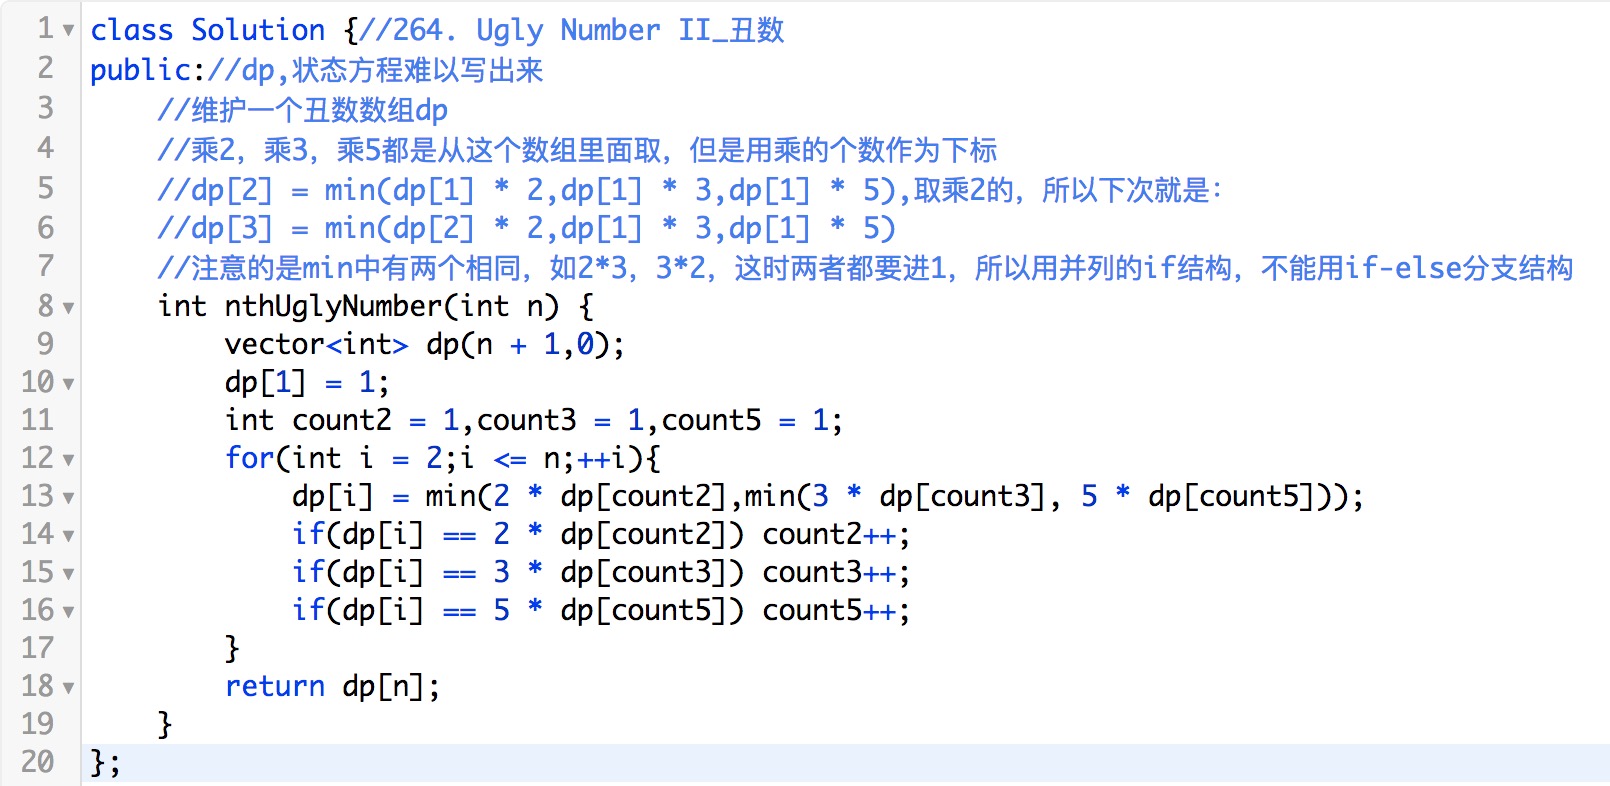 1 class Solution {//264. Ugly Number II_丑数
2 public://dp,状态方程难以写出来
3     //维护一个丑数数组dp
4     //乘2，乘3，乘5都是从这个数组里面取，但是用乘的个数作为下标
5     //dp[2] = min(dp[1] * 2,dp[1] * 3,dp[1] * 5),取乘2的，所以下次就是：
6     //dp[3] = min(dp[2] * 2,dp[1] * 3,dp[1] * 5)
7     //注意的是min中有两个相同，如2*3，3*2，这时两者都要进1，所以用并列的if结构，不能用if-else分支结构
8     int nthUglyNumber(int n) {
9         vector<int> dp(n + 1,0);
10         dp[1] = 1;
11         int count2 = 1,count3 = 1,count5 = 1;
12         for(int i = 2;i <= n;++i){
13             dp[i] = min(2 * dp[count2],min(3 * dp[count3], 5 * dp[count5]));
14             if(dp[i] == 2 * dp[count2]) count2++;
15             if(dp[i] == 3 * dp[count3]) count3++;
16             if(dp[i] == 5 * dp[count5]) count5++;
17         }
18         return dp[n];
19     }
20 };